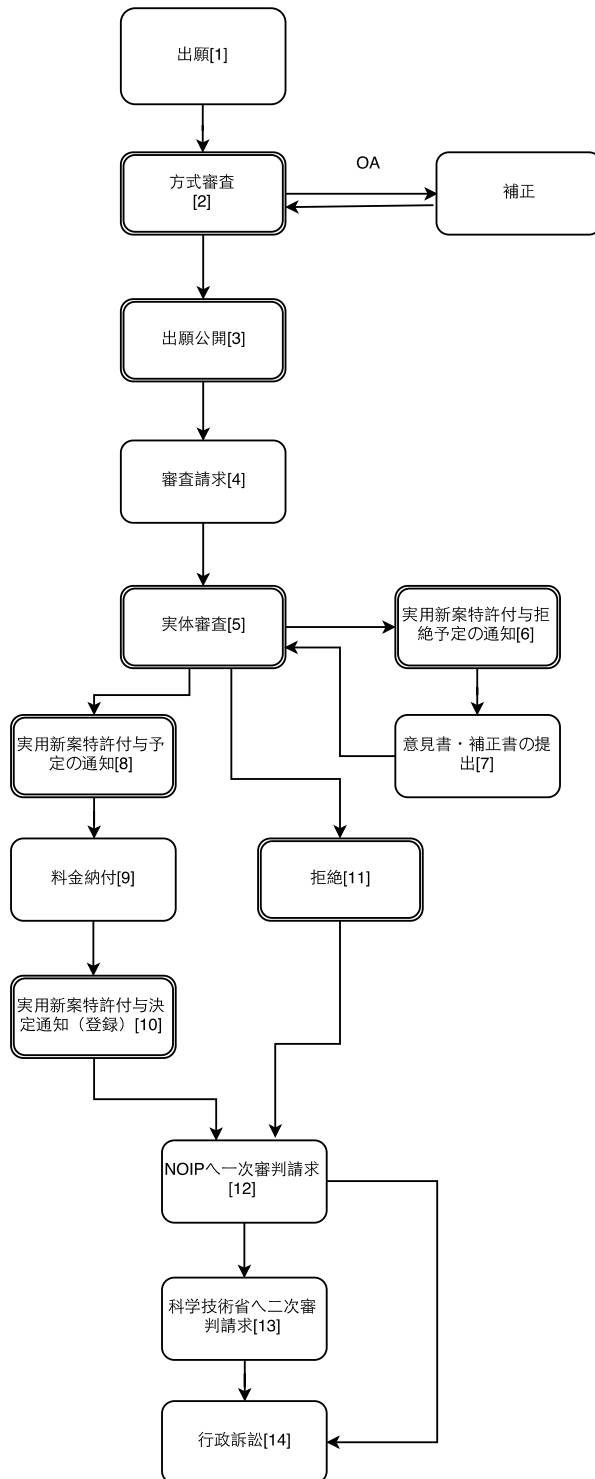 出願[1]
方式審査
[2]
OA
補正
出願公開[3]
審査請求[4]
実体審査[5]
実用新案特許付与拒
絶予定の通知[6]
意見書・補正書の提
出[7]
実用新案特許付与予
定の通知[8]
料金納付[9]
拒絶[11]
実用新案特許付与決
定通知（登録）[10]
NOIPへ一次審判請求
[12]
科学技術省へ二次審
判請求[13]
行政訴訟[14]